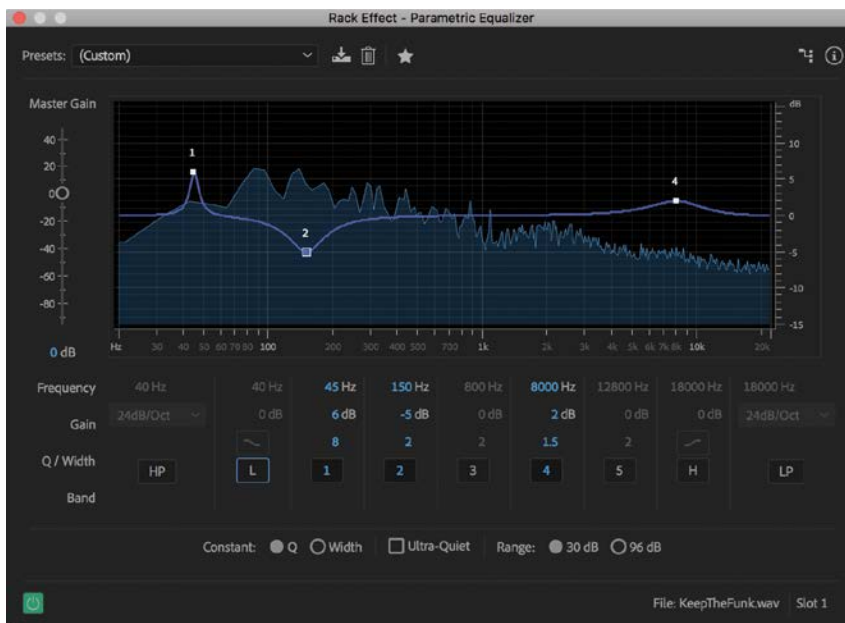 Rack Effect - Parametric Equalizer
Presets: (Custom)
Master Gain
dB
40
20
0
-20
-40
-60
-80
0 dB
1
2
4
10
5
0
-5
-10
-15
Hz 30 40 50 60 70 80 100 200 300 400 500 700 1k 2k 3k 4k 5k 6k 7k 8k 10k 20k
Frequency 40 Hz 40 Hz 45 Hz 150 Hz 800 Hz 8000 Hz 12800 Hz 18000 Hz 18000 Hz
Gain 24dB/Oct 0 dB 6 dB -5 dB 0 dB 2 dB 0 dB 0 dB 24dB/Oct
Q / Width 8 2 2 1.5 2
Band HP L 1 2 3 4 5 H LP
Constant: Q Width Ultra-Quiet Range: 30 dB 96 dB
File: KeepTheFunk.wav Slot 1